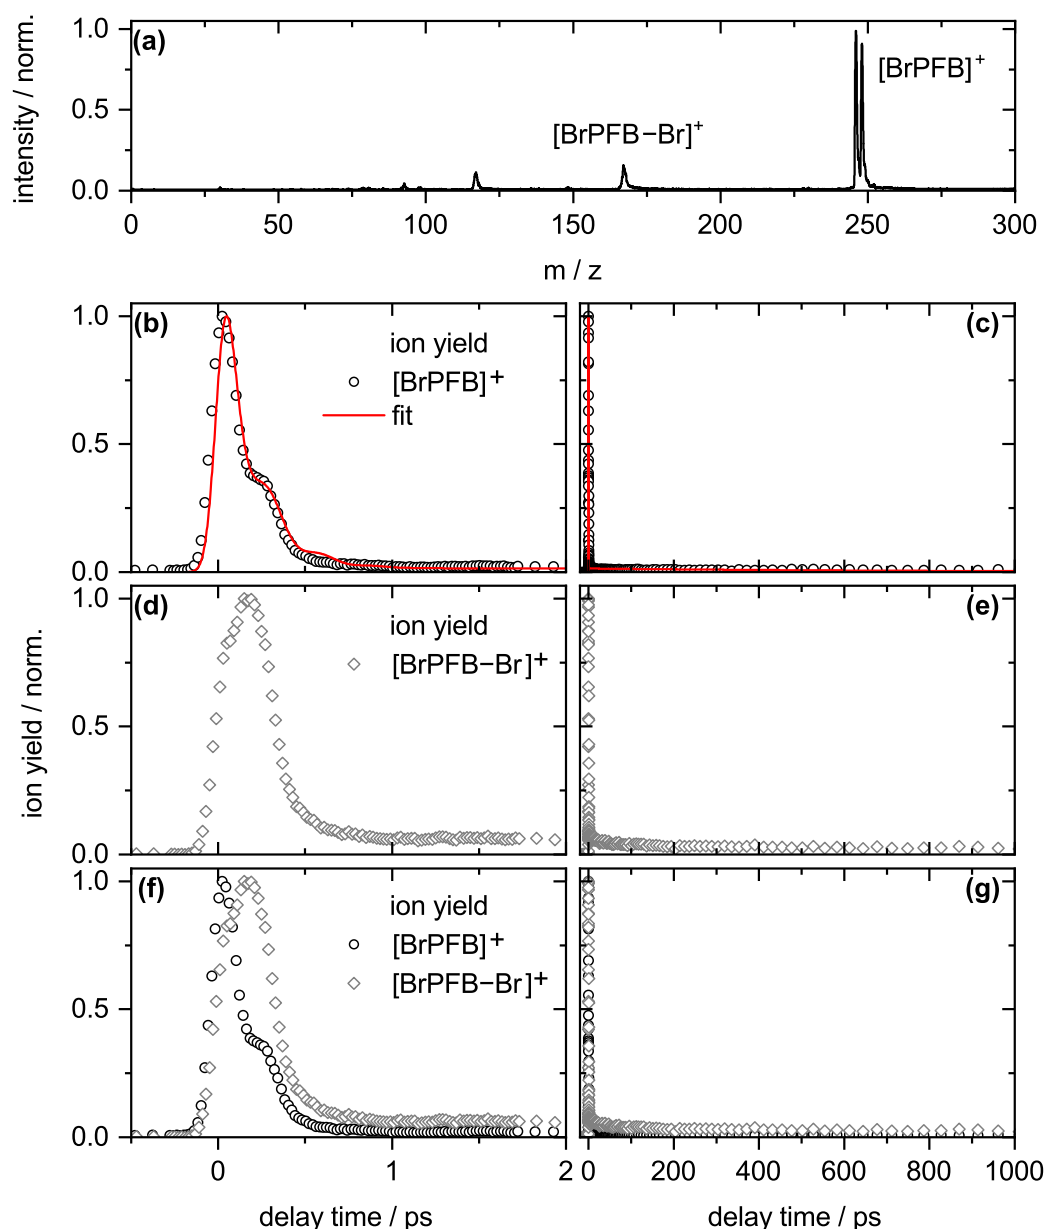 (a)
intensity / norm.
1.0
0.5
0.0
[BrPFB]⁺
[BrPFB−Br]⁺
0 50 100 150 200 250 300
m / z
(b)
ion yield
[BrPFB]⁺
fit
1.0
0.5
0.0
(c)
ion yield / norm.
(d)
ion yield
[BrPFB−Br]⁺
1.0
0.5
0.0
(e)
(f)
ion yield
[BrPFB]⁺
[BrPFB−Br]⁺
1.0
0.5
0.0
(g)
0 1 2
0 200 400 600 800 1000
delay time / ps
delay time / ps